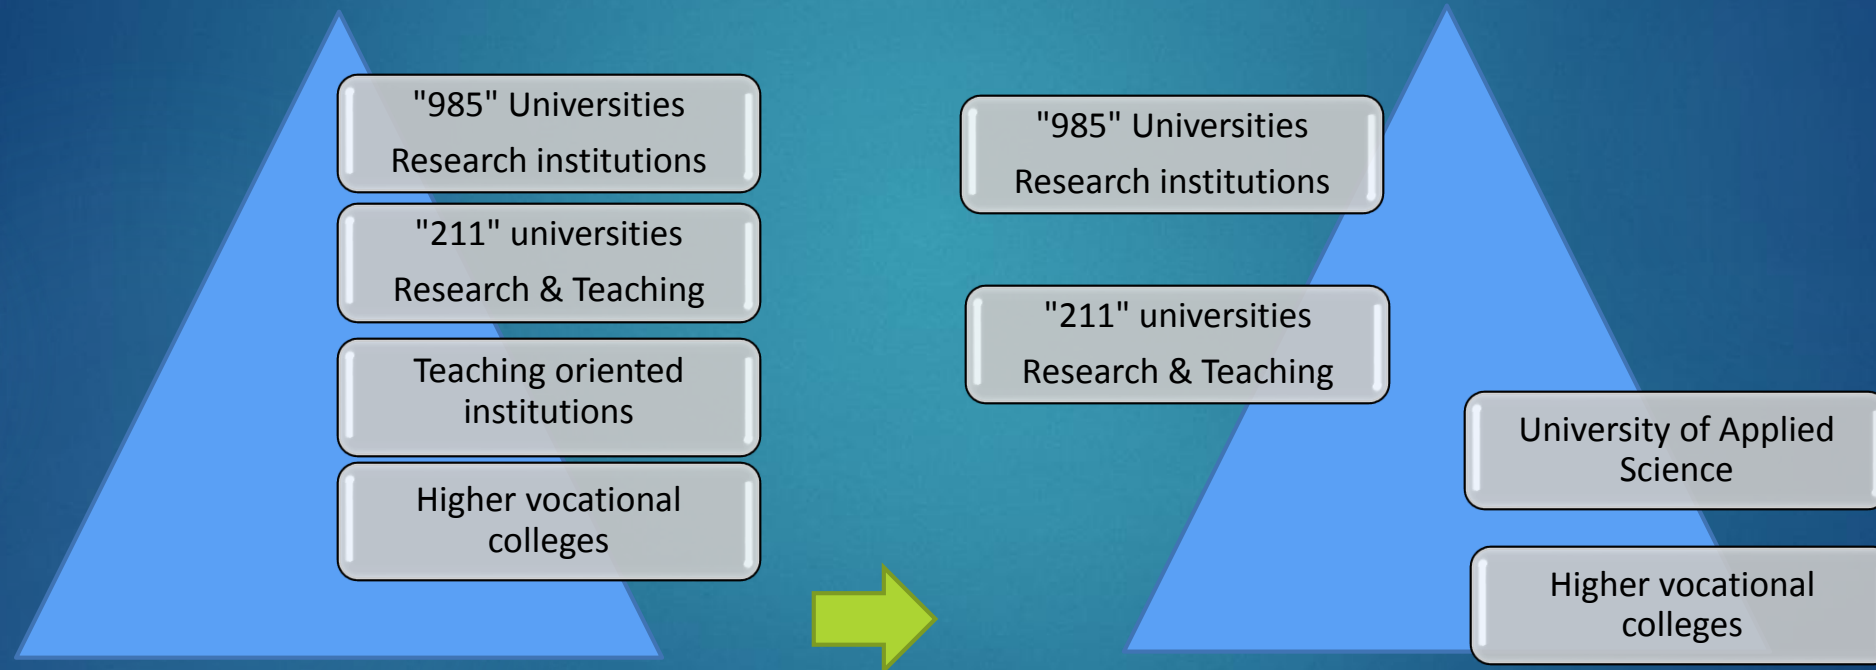 "985" Universities
Research institutions
"211" universities
Research & Teaching
Teaching oriented
institutions
Higher vocational
colleges
"985" Universities
Research institutions
"211" universities
Research & Teaching
University of Applied
Science
Higher vocational
colleges